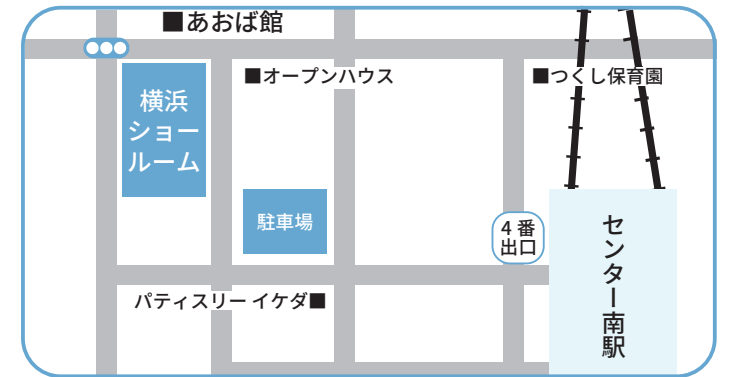 ■あおば館
■オープンハウス
■つくし保育園
横浜
ショー
ルーム
駐車場
4番
出口
センター南駅
パティスリー イケダ■